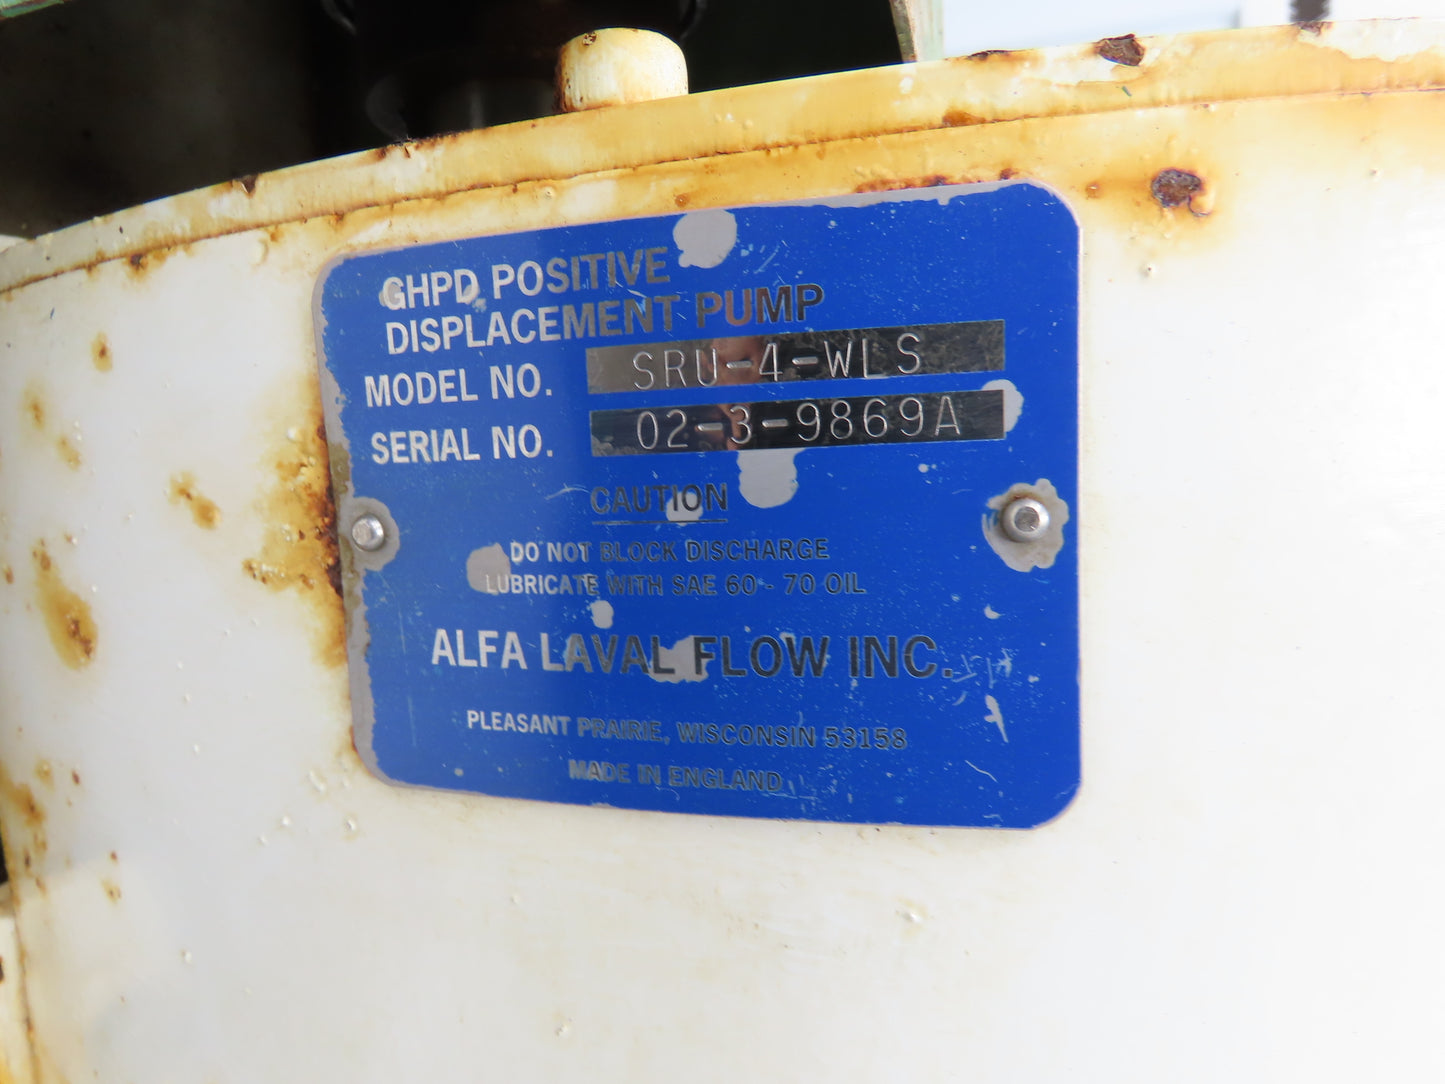 GHPD POSITIVE
DISPLACEMENT PUMP
MODEL NO. SRU-4-WLS
SERIAL NO. 02-3-9869A
CAUTION
DO NOT BLOCK DISCHARGE
LUBRICATE WITH SAE 60 - 70 OIL
ALFA LAVAL FLOW INC.
PLEASANT PRAIRIE, WISCONSIN 53158
MADE IN ENGLAND